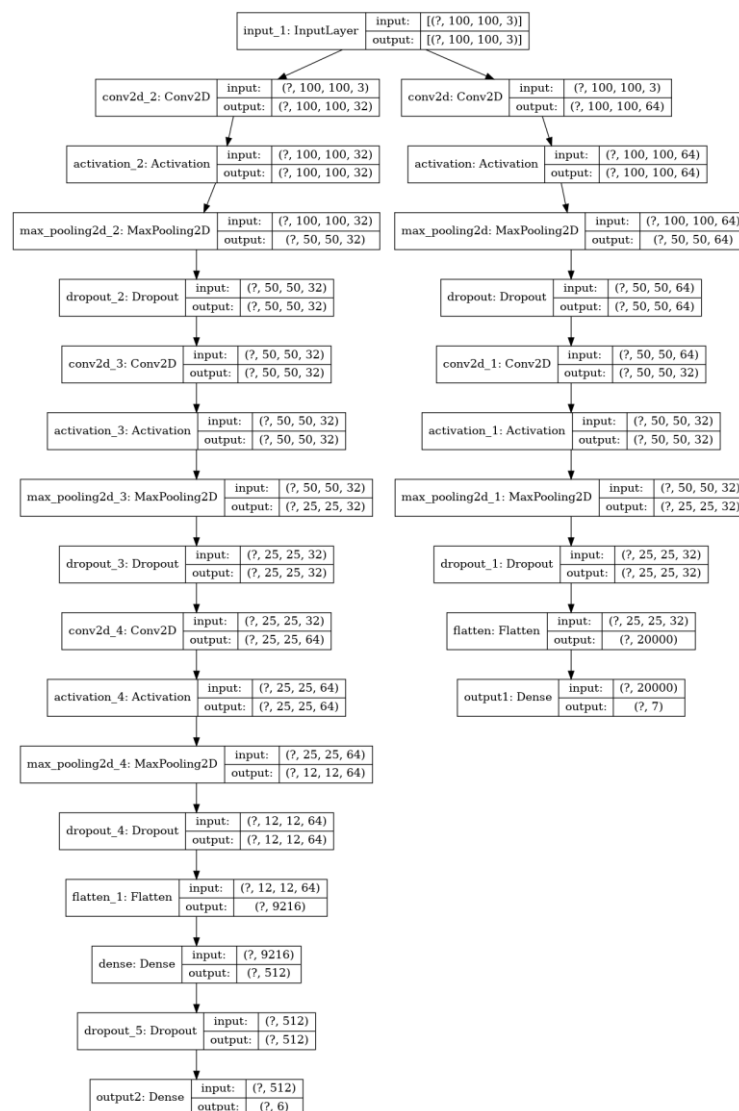 input_1: InputLayer input: [(?, 100, 100, 3)]
output: [(?, 100, 100, 3)]
conv2d_2: Conv2D input: (?, 100, 100, 3)
output: (?, 100, 100, 32)
activation_2: Activation input: (?, 100, 100, 32)
output: (?, 100, 100, 32)
max_pooling2d_2: MaxPooling2D input: (?, 100, 100, 32)
output: (?, 50, 50, 32)
dropout_2: Dropout input: (?, 50, 50, 32)
output: (?, 50, 50, 32)
conv2d_3: Conv2D input: (?, 50, 50, 32)
output: (?, 50, 50, 32)
activation_3: Activation input: (?, 50, 50, 32)
output: (?, 50, 50, 32)
max_pooling2d_3: MaxPooling2D input: (?, 50, 50, 32)
output: (?, 25, 25, 32)
dropout_3: Dropout input: (?, 25, 25, 32)
output: (?, 25, 25, 32)
conv2d_4: Conv2D input: (?, 25, 25, 32)
output: (?, 25, 25, 64)
activation_4: Activation input: (?, 25, 25, 64)
output: (?, 25, 25, 64)
max_pooling2d_4: MaxPooling2D input: (?, 25, 25, 64)
output: (?, 12, 12, 64)
dropout_4: Dropout input: (?, 12, 12, 64)
output: (?, 12, 12, 64)
flatten_1: Flatten input: (?, 12, 12, 64)
output: (?, 9216)
dense: Dense input: (?, 9216)
output: (?, 512)
dropout_5: Dropout input: (?, 512)
output: (?, 512)
output2: Dense input: (?, 512)
output: (?, 6)
conv2d: Conv2D input: (?, 100, 100, 3)
output: (?, 100, 100, 64)
activation: Activation input: (?, 100, 100, 64)
output: (?, 100, 100, 64)
max_pooling2d: MaxPooling2D input: (?, 100, 100, 64)
output: (?, 50, 50, 64)
dropout: Dropout input: (?, 50, 50, 64)
output: (?, 50, 50, 64)
conv2d_1: Conv2D input: (?, 50, 50, 64)
output: (?, 50, 50, 32)
activation_1: Activation input: (?, 50, 50, 32)
output: (?, 50, 50, 32)
max_pooling2d_1: MaxPooling2D input: (?, 50, 50, 32)
output: (?, 25, 25, 32)
dropout_1: Dropout input: (?, 25, 25, 32)
output: (?, 25, 25, 32)
flatten: Flatten input: (?, 25, 25, 32)
output: (?, 20000)
output1: Dense input: (?, 20000)
output: (?, 7)